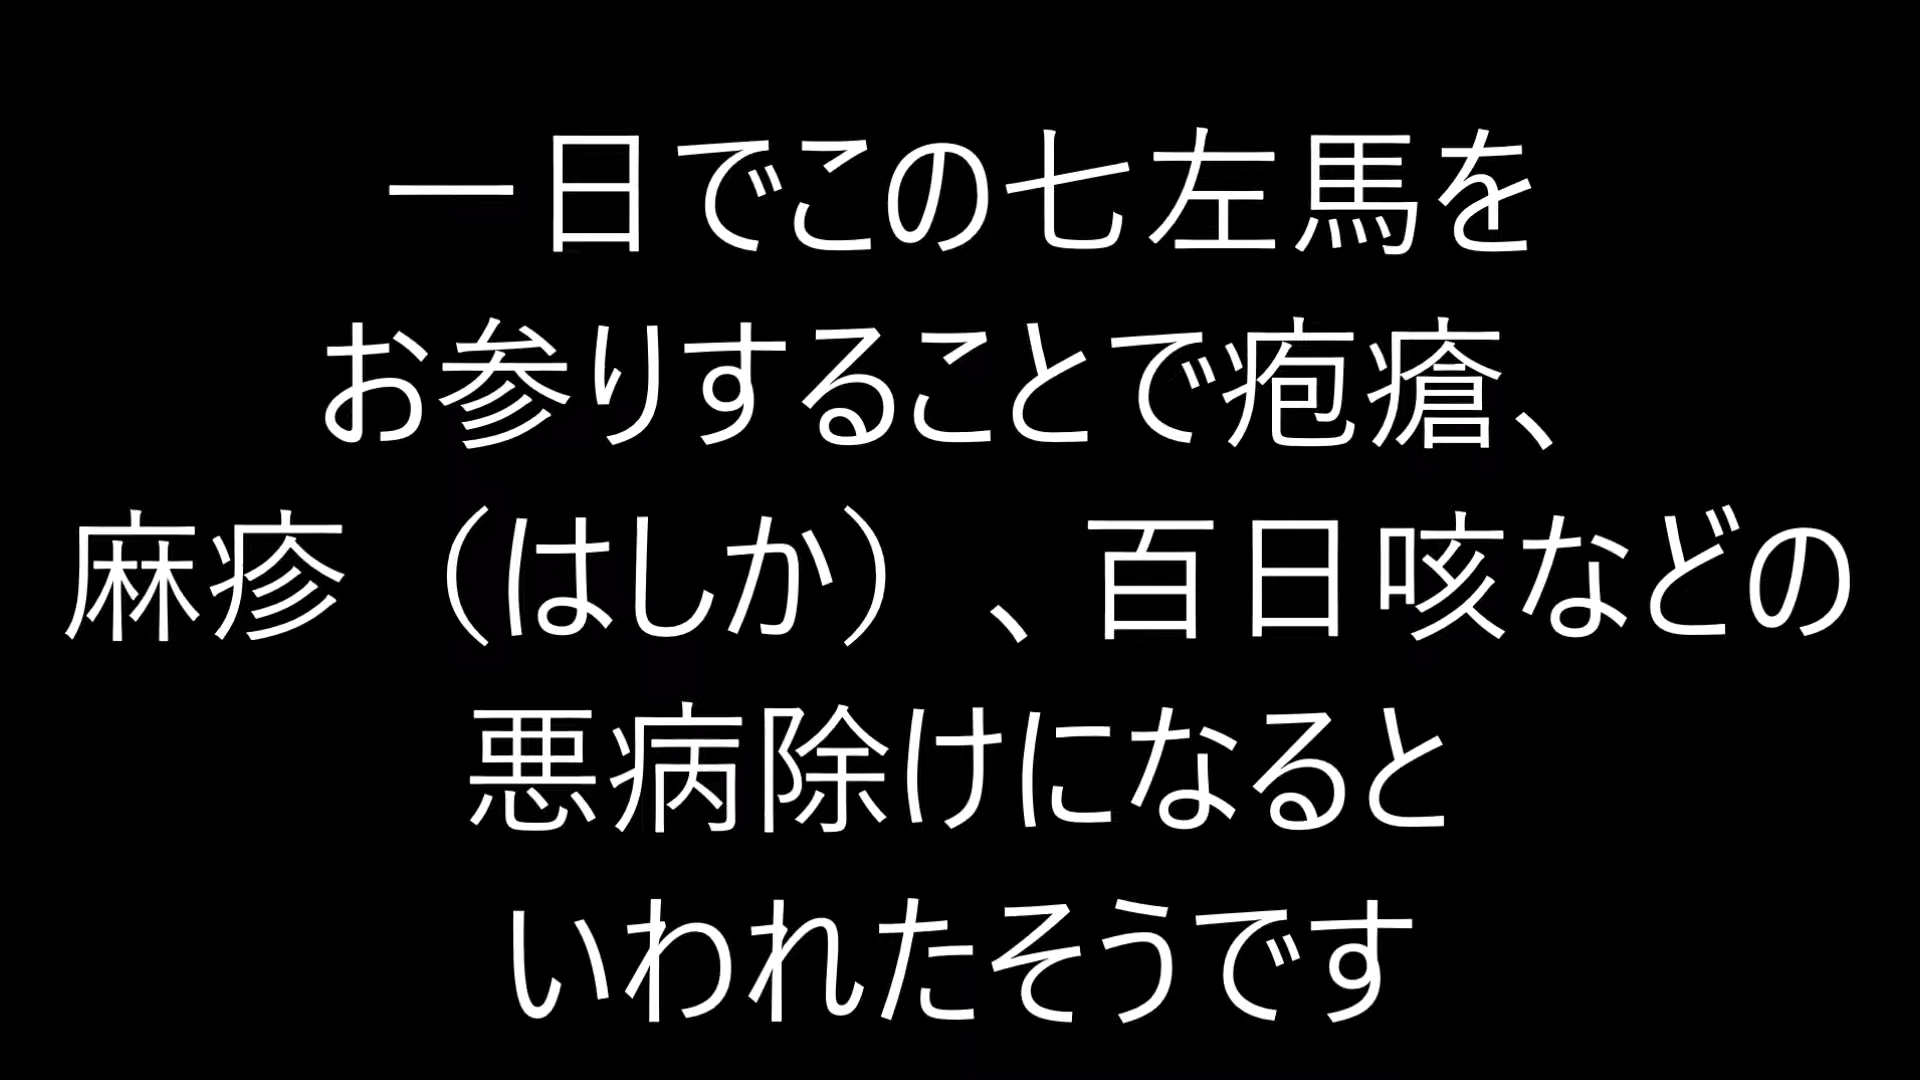 一日でこの七左馬を
お参りすることで疱瘡、
麻疹（はしか）、百日咳などの
悪病除けになると
いわれたそうです